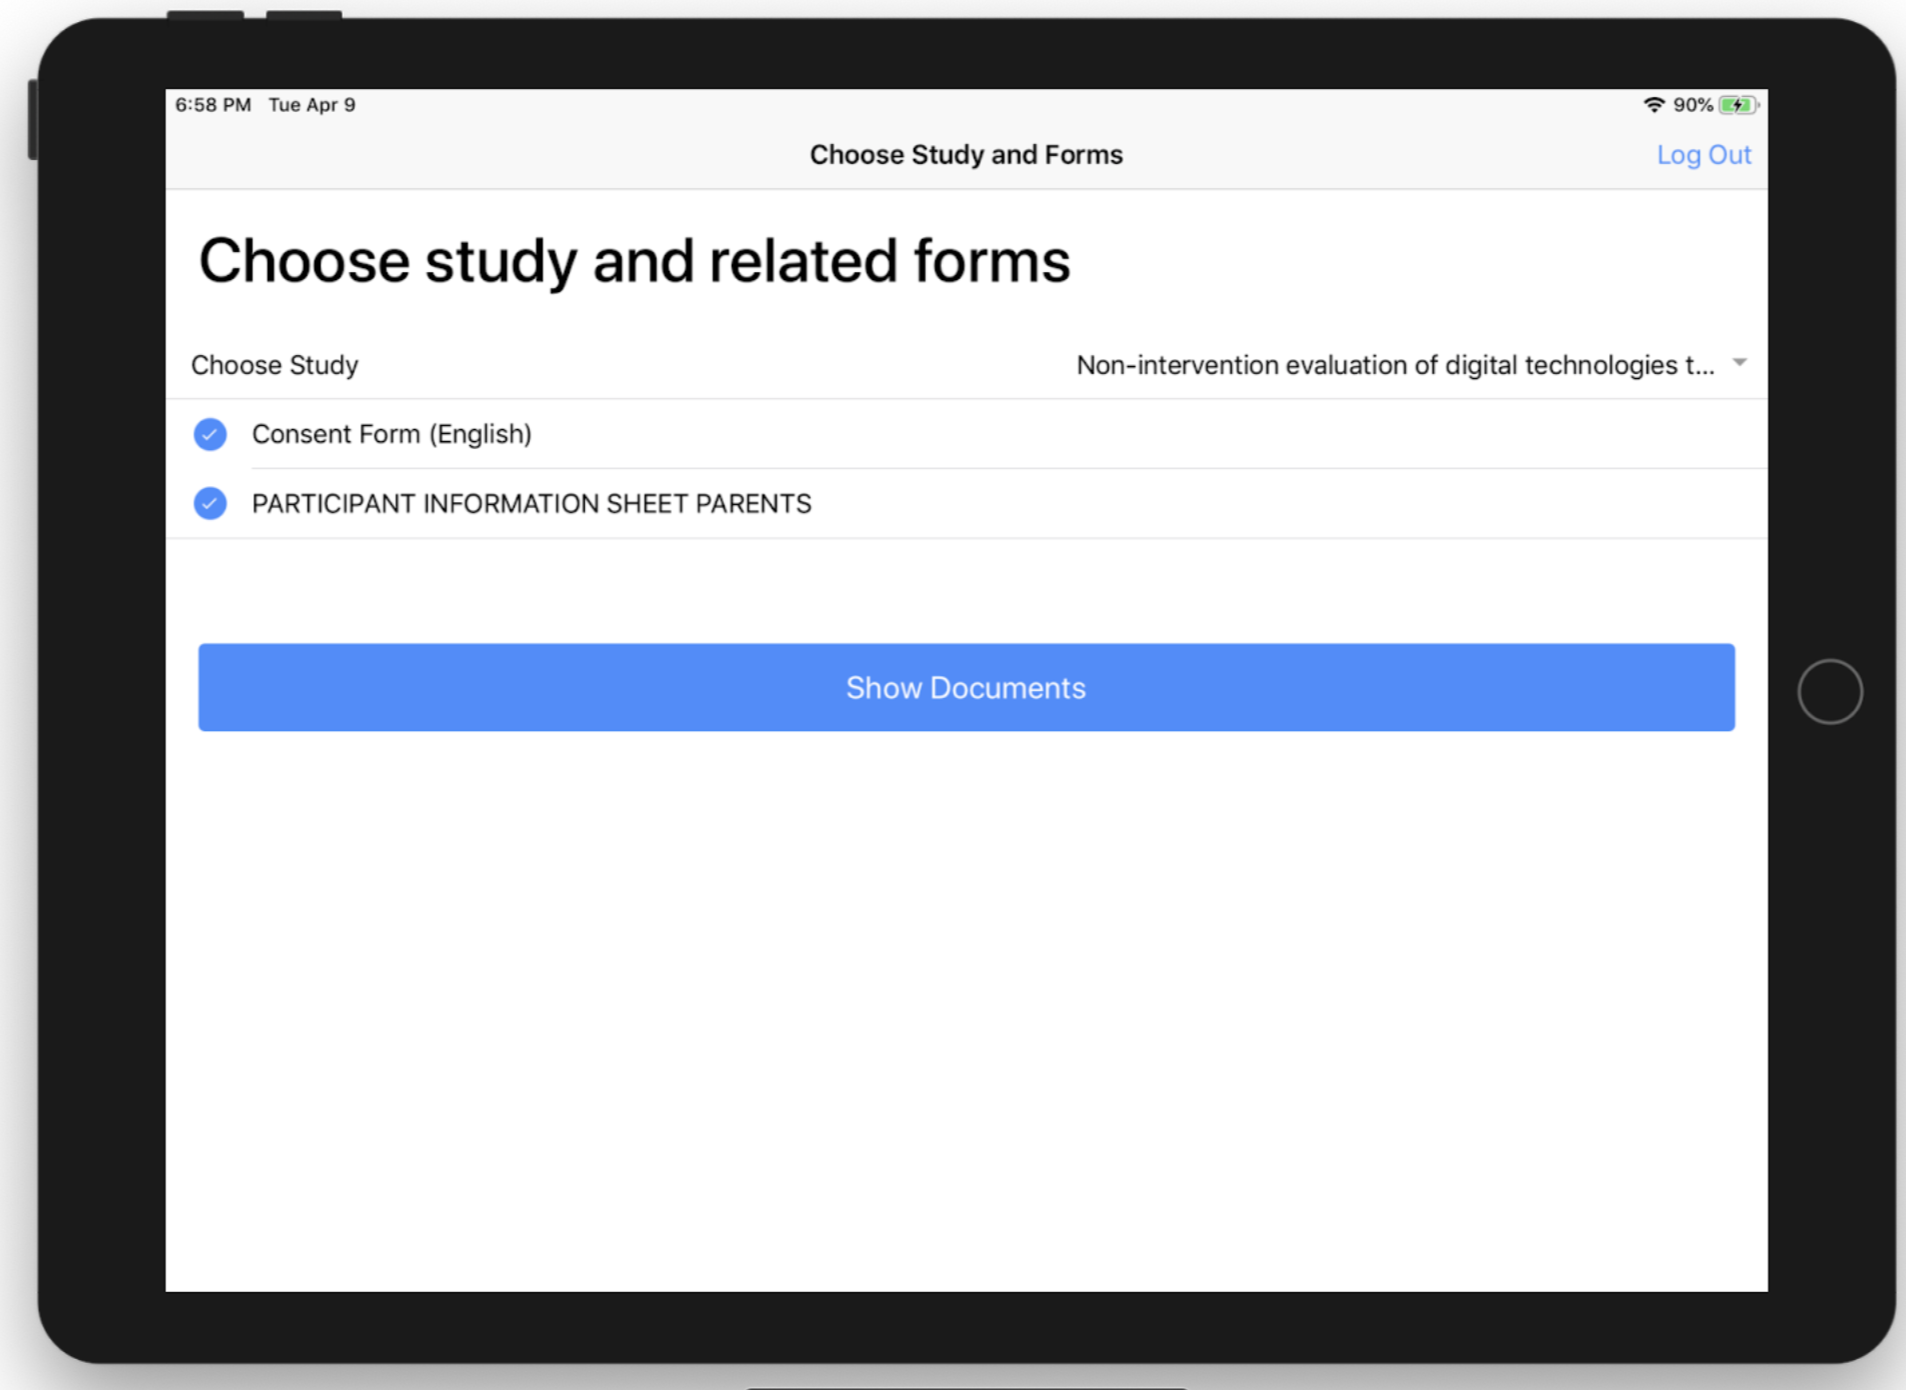 6:58 PM Tue Apr 9 90%
Choose Study and Forms Log Out
Choose study and related forms
Choose Study Non-intervention evaluation of digital technologies t...
Consent Form (English)
PARTICIPANT INFORMATION SHEET PARENTS
Show Documents